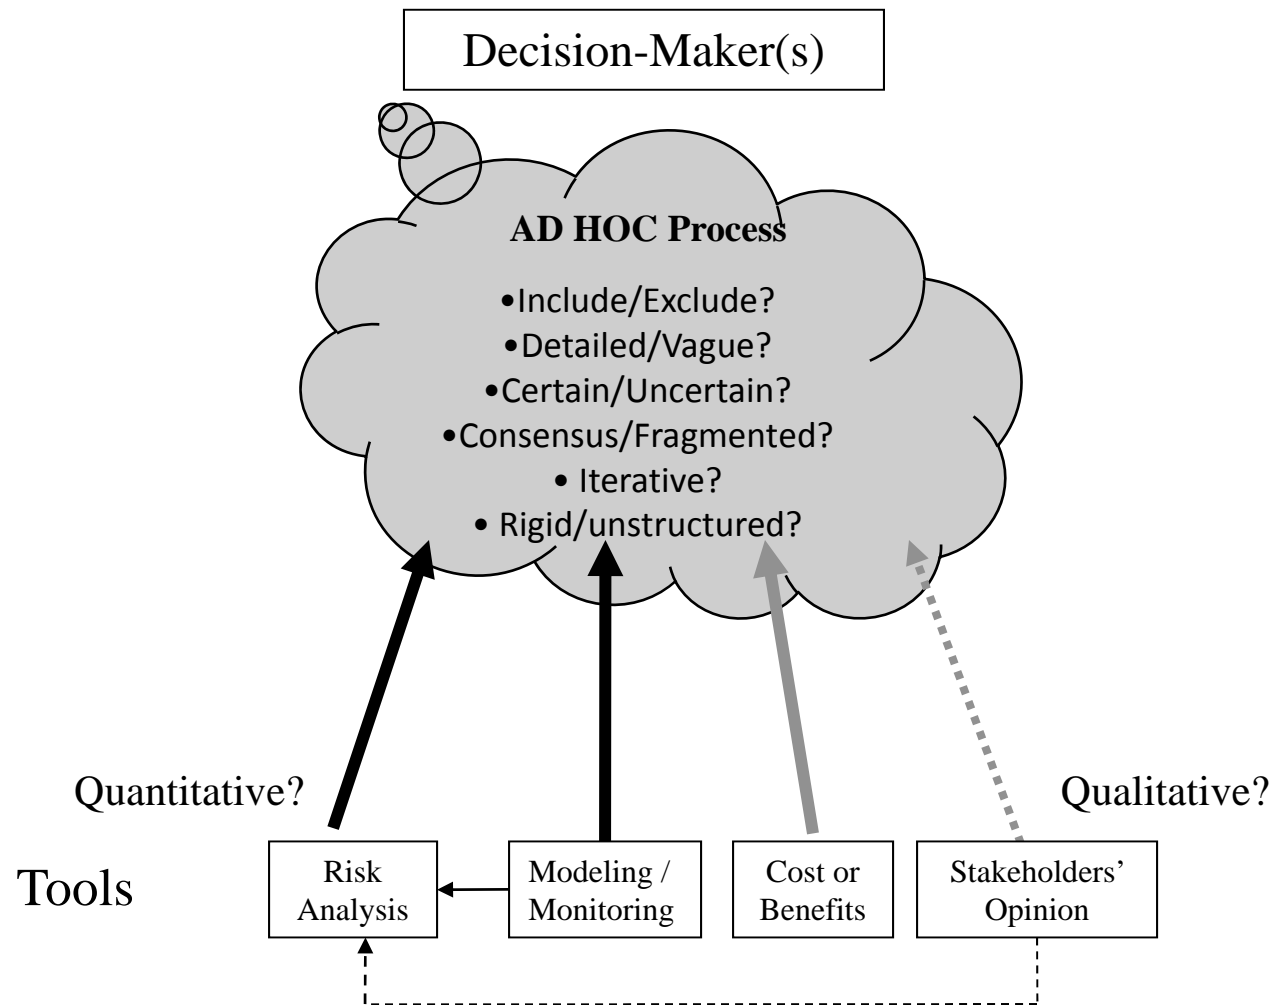 Decision-Maker(s)
AD HOC Process
•Include/Exclude?
•Detailed/Vague?
•Certain/Uncertain?
•Consensus/Fragmented?
• Iterative?
• Rigid/unstructured?
Quantitative?
Qualitative?
Tools
Risk
Analysis
Modeling /
Monitoring
Cost or
Benefits
Stakeholders’
Opinion